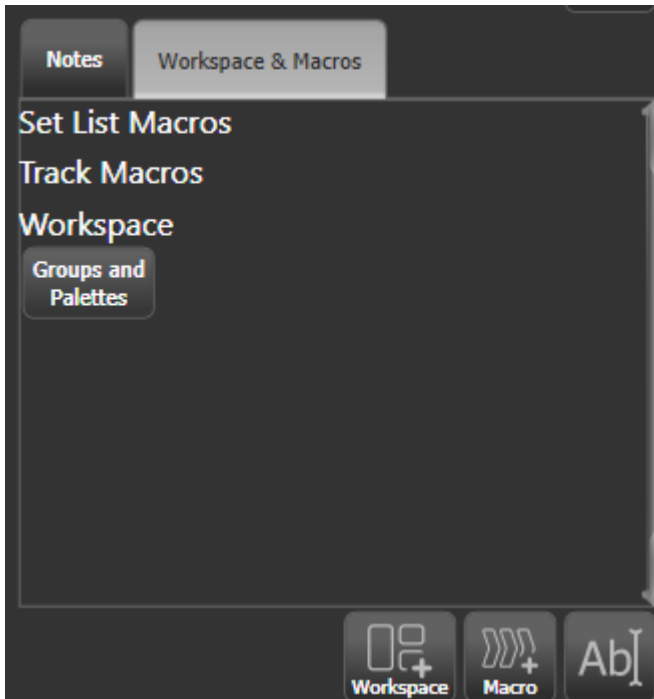 Notes
Workspace & Macros
Set List Macros
Track Macros
Workspace
Groups and
Palettes
Workspace
Macro
Ab